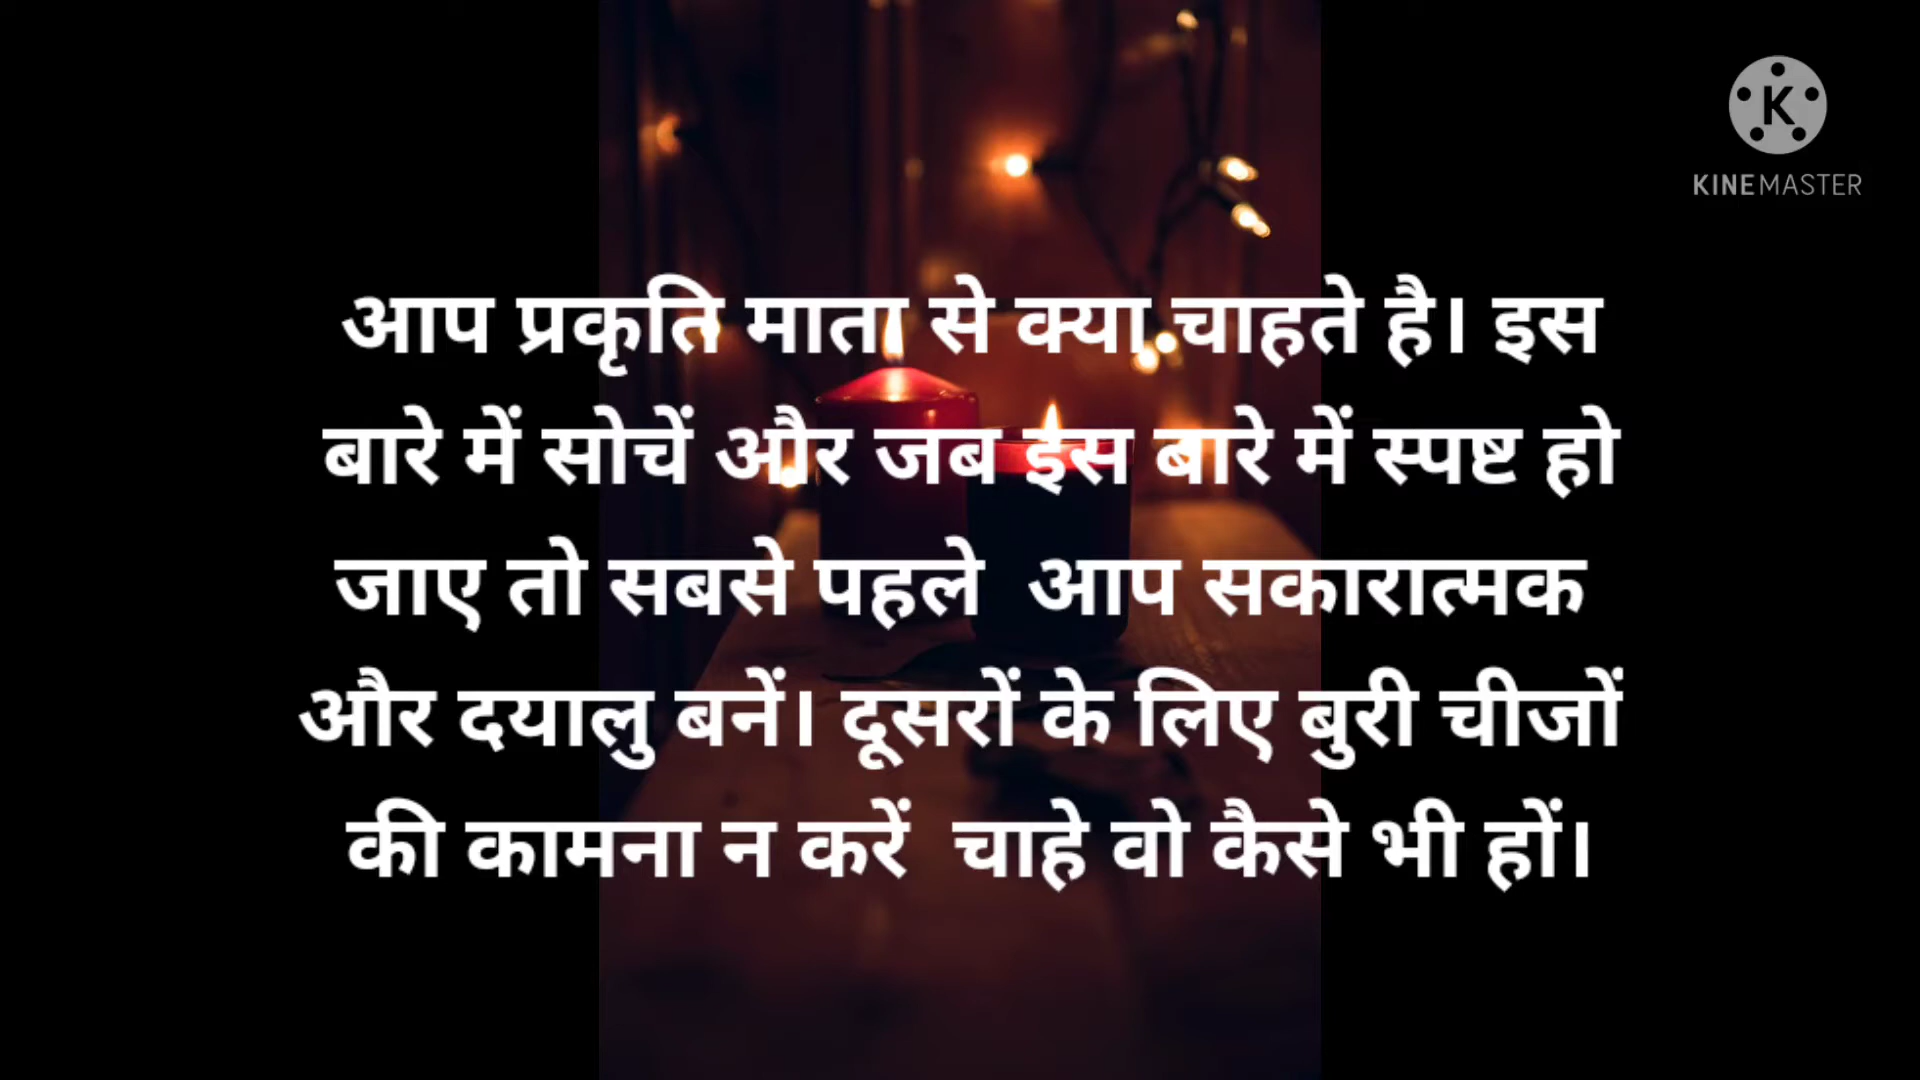 KINEMASTER
आप प्रकृति माता से क्या चाहते है। इस
बारे में सोचें और जब इस बारे में स्पष्ट हो
जाए तो सबसे पहले आप सकारात्मक
और दयालु बनें। दूसरों के लिए बुरी चीजों
की कामना न करें चाहे वो कैसे भी हों।